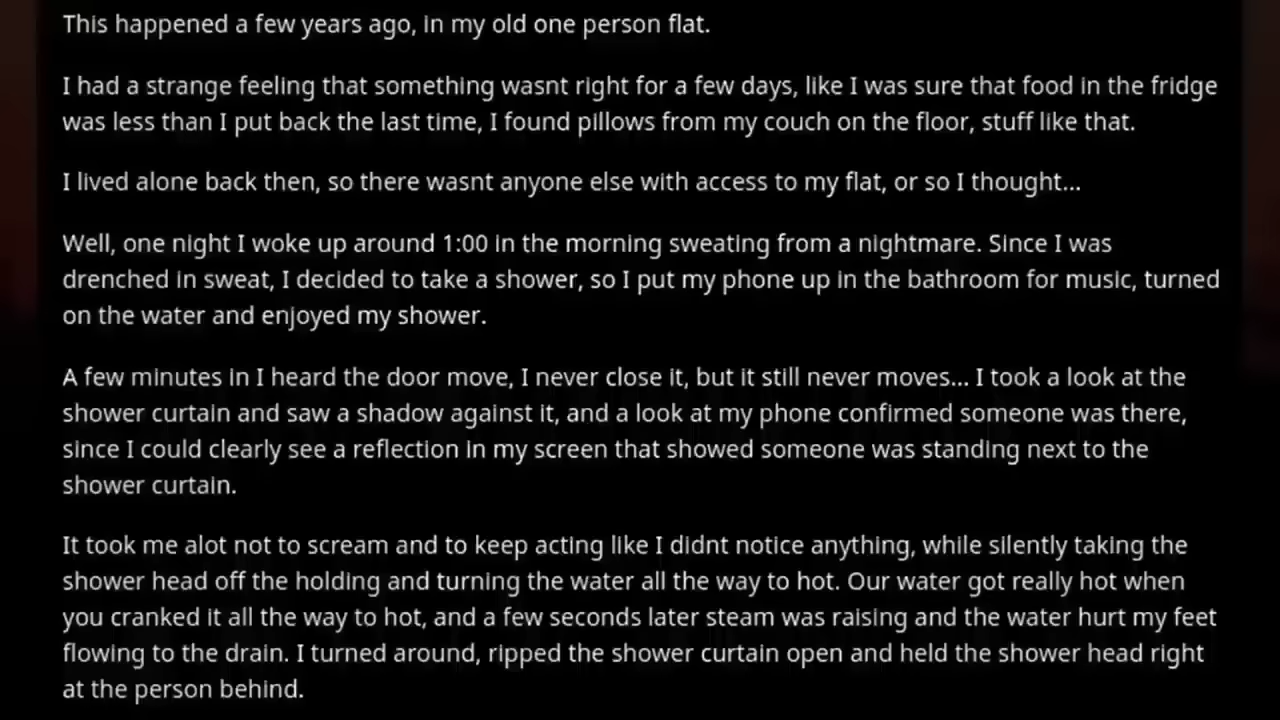 This happened a few years ago, in my old one person flat.
I had a strange feeling that something wasnt right for a few days, like I was sure that food in the fridge
was less than I put back the last time, I found pillows from my couch on the floor, stuff like that.
I lived alone back then, so there wasnt anyone else with access to my flat, or so I thought...
Well, one night I woke up around 1:00 in the morning sweating from a nightmare. Since I was
drenched in sweat, I decided to take a shower, so I put my phone up in the bathroom for music, turned
on the water and enjoyed my shower.
A few minutes in I heard the door move, I never close it, but it still never moves... I took a look at the
shower curtain and saw a shadow against it, and a look at my phone confirmed someone was there,
since I could clearly see a reflection in my screen that showed someone was standing next to the
shower curtain.
It took me alot not to scream and to keep acting like I didnt notice anything, while silently taking the
shower head off the holding and turning the water all the way to hot. Our water got really hot when
you cranked it all the way to hot, and a few seconds later steam was raising and the water hurt my feet
flowing to the drain. I turned around, ripped the shower curtain open and held the shower head right
at the person behind.